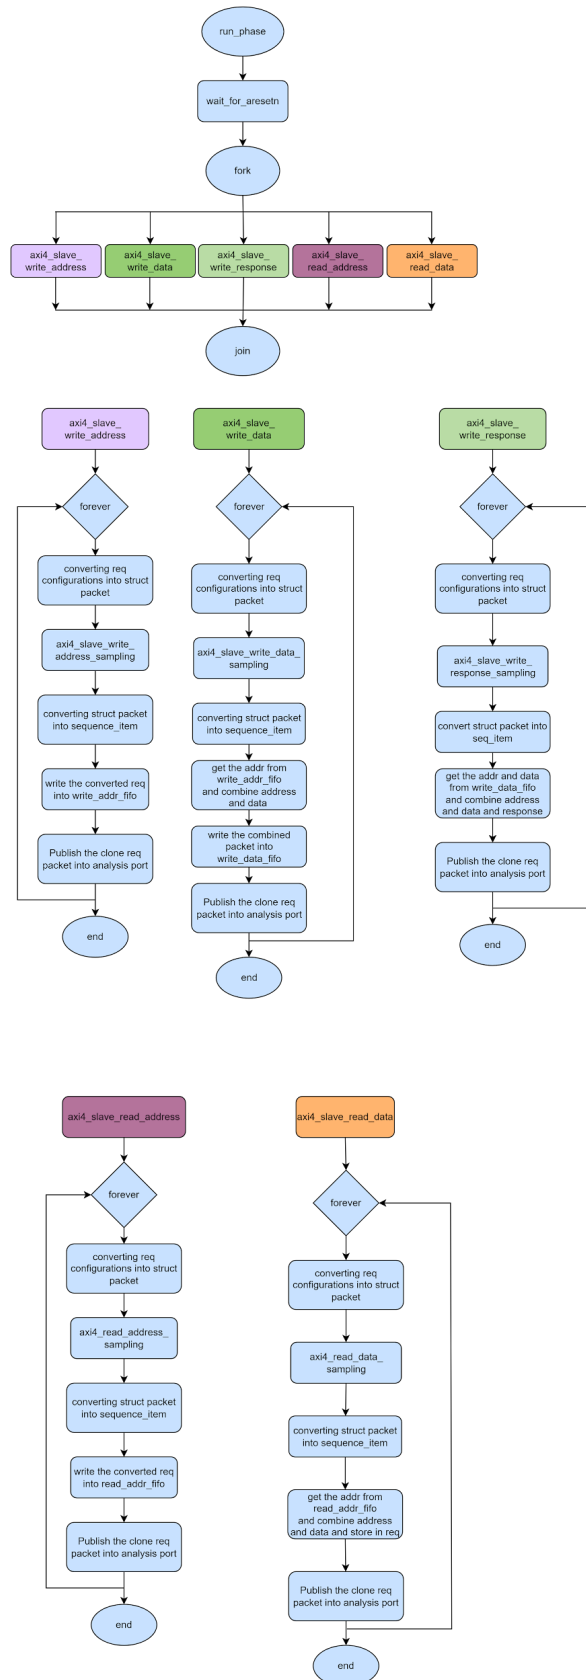 run_phase
wait_for_aresetn
fork
axi4_slave_
write_address
axi4_slave_
write_data
axi4_slave_
write_response
axi4_slave_
read_address
axi4_slave_
read_data
join
axi4_slave_
write_address
forever
converting req
configurations into struct
packet
axi4_slave_write_
address_sampling
converting struct packet
into sequence_item
write the converted req
into write_addr_fifo
Publish the clone req
packet into analysis port
end
axi4_slave_
write_data
forever
converting req
configurations into struct
packet
axi4_slave_write_data_
sampling
converting struct packet
into sequence_item
get the addr from
write_addr_fifo
and combine address
and data
write the combined
packet into
write_data_fifo
Publish the clone req
packet into analysis port
end
axi4_slave_
write_response
forever
converting req
configurations into struct
packet
axi4_slave_write_
response_sampling
convert struct packet into
seq_item
get the addr and data
from write_data_fifo
and combine address
and data and response
Publish the clone req
packet into analysis port
end
axi4_slave_read_address
forever
converting req
configurations into struct
packet
axi4_read_address_
sampling
converting struct packet
into sequence_item
write the converted req
into read_addr_fifo
Publish the clone req
packet into analysis port
end
axi4_slave_read_data
forever
converting req
configurations into struct
packet
axi4_read_data_
sampling
converting struct packet
into sequence_item
get the addr from
read_addr_fifo
and combine address
and data and store in req
Publish the clone req
packet into analysis port
end